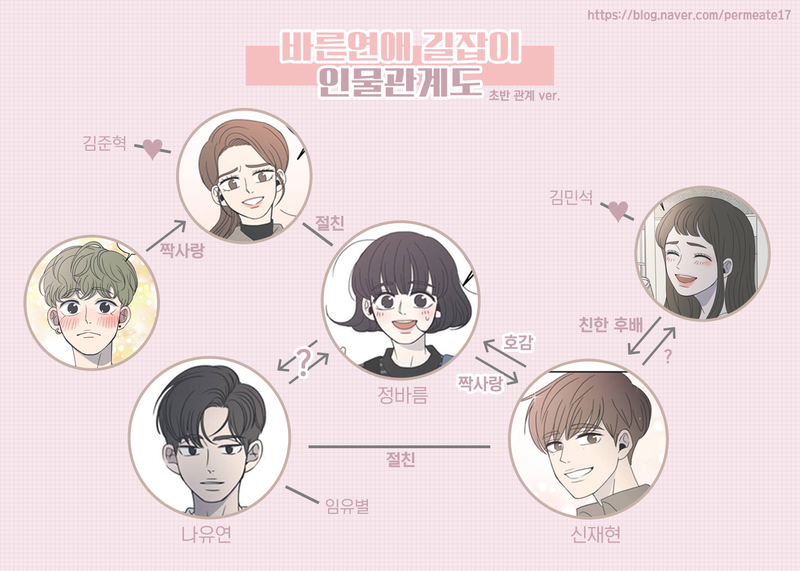 https://blog.naver.com/permeate17
바른연애 길잡이
인물관계도
초반 관계 ver.
김준혁
절친
짝사랑
김민석
친한 후배
?
호감
짝사랑
?
정바름
절친
임유별
나유연
신재현